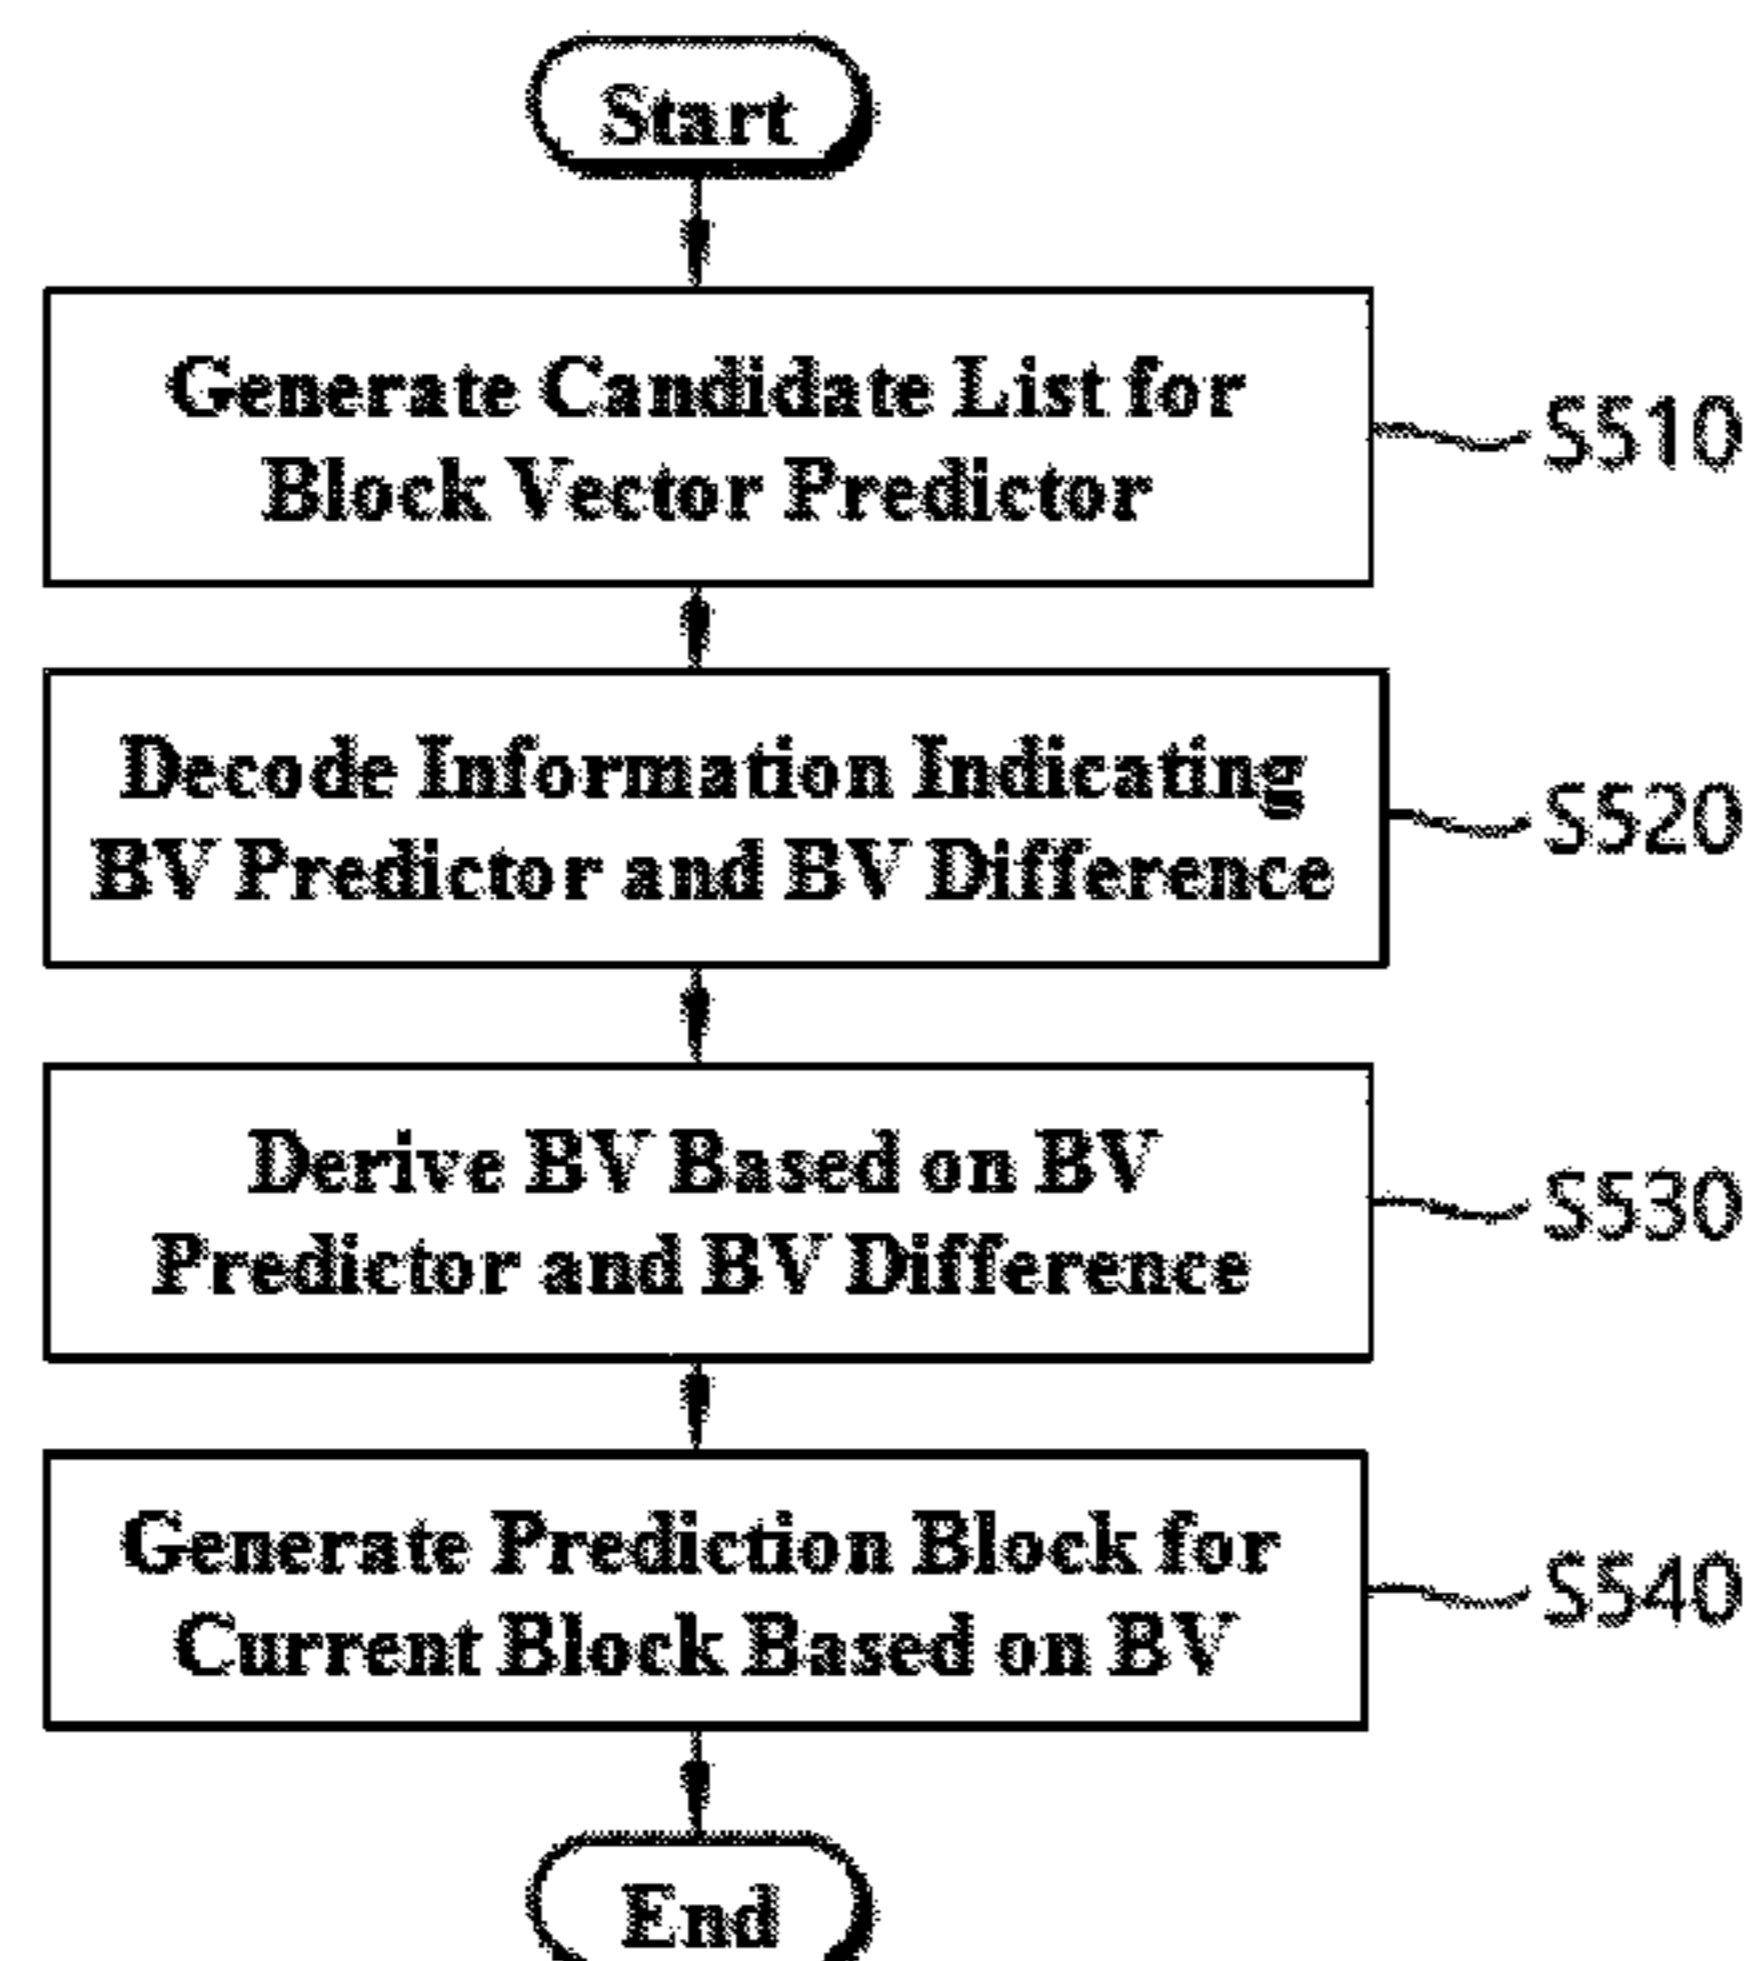 Start
Generate Candidate List for
Block Vector Predictor
S510
Decode Information Indicating
BV Predictor and BV Difference
S520
Derive BV Based on BV
Predictor and BV Difference
S530
Generate Prediction Block for
Current Block Based on BV
S540
End